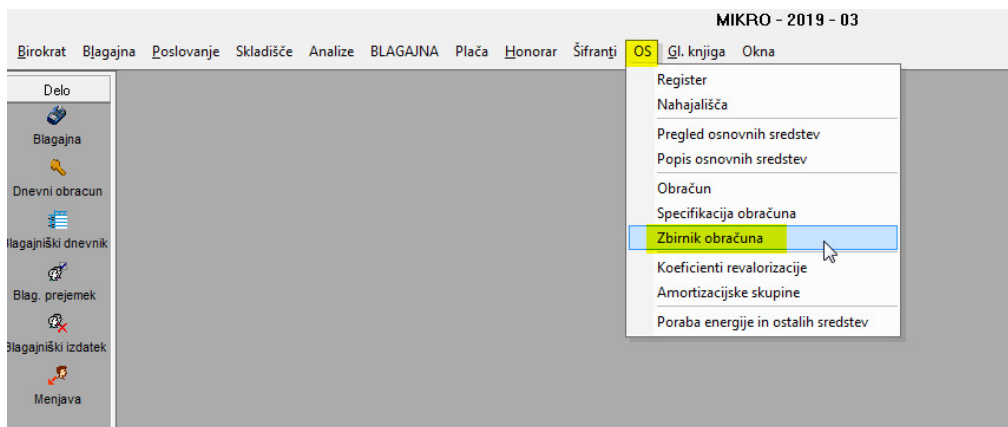 MIKRO - 2019 - 03
Birokrat Blagajna Poslovanje Skladišče Analize BLAGAJNA Plača Honorar Šifranti OS Gl. knjiga Okna
Delo
Blagajna
Dnevni obracun
Blagajniški dnevnik
Blag. prejemek
Blagajniški izdatek
Menjava
Register
Nahajališča
Pregled osnovnih sredstev
Popis osnovnih sredstev
Obračun
Specifikacija obračuna
Zbirnik obračuna
Koeficienti revalorizacije
Amortizacijske skupine
Poraba energije in ostalih sredstev